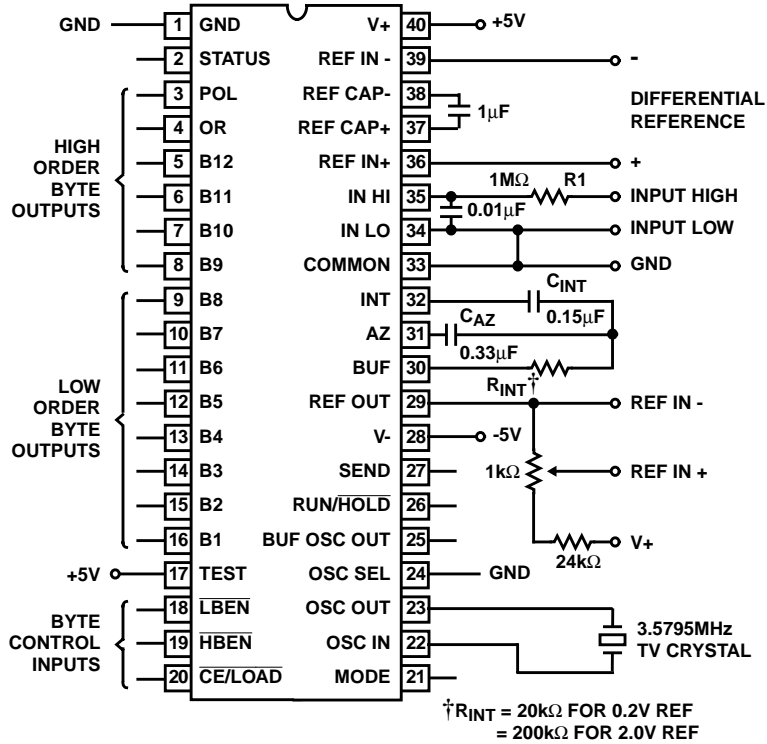 GND 1 GND V+ 40 +5V
2 STATUS REF IN - 39 -
3 POL REF CAP- 38
1µF
DIFFERENTIAL
REFERENCE
4 OR REF CAP+ 37
HIGH
ORDER
BYTE
OUTPUTS
5 B12 REF IN+ 36 +
6 B11 IN HI 35 1MΩ R1 INPUT HIGH
0.01µF
7 B10 IN LO 34 INPUT LOW
8 B9 COMMON 33 GND
9 B8 INT 32 CINT
0.15µF
10 B7 AZ 31 CAZ
0.33µF
11 B6 BUF 30
RINT †
LOW
ORDER
BYTE
OUTPUTS
12 B5 REF OUT 29 REF IN -
13 B4 V- 28 -5V
14 B3 SEND 27 1kΩ REF IN +
15 B2 RUN/HOLD 26
16 B1 BUF OSC OUT 25 24kΩ V+
+5V 17 TEST OSC SEL 24 GND
BYTE
CONTROL
INPUTS
18 LBEN OSC OUT 23
3.5795MHz
TV CRYSTAL
19 HBEN OSC IN 22
20 CE/LOAD MODE 21
†RINT = 20kΩ FOR 0.2V REF
= 200kΩ FOR 2.0V REF